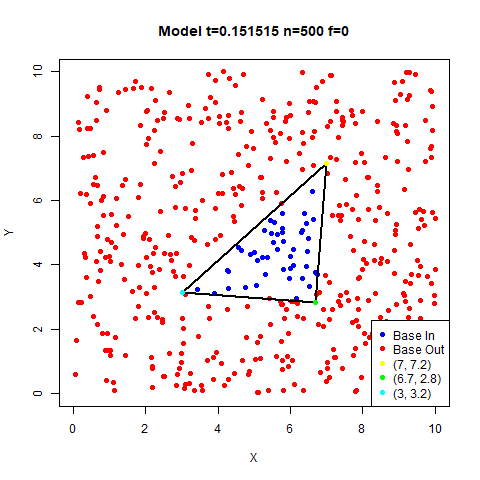 Model t=0.151515 n=500 f=0
10
8
6
4
2
0
Y
0 2 4 6 8 10
X
Base In
Base Out
(7, 7.2)
(6.7, 2.8)
(3, 3.2)